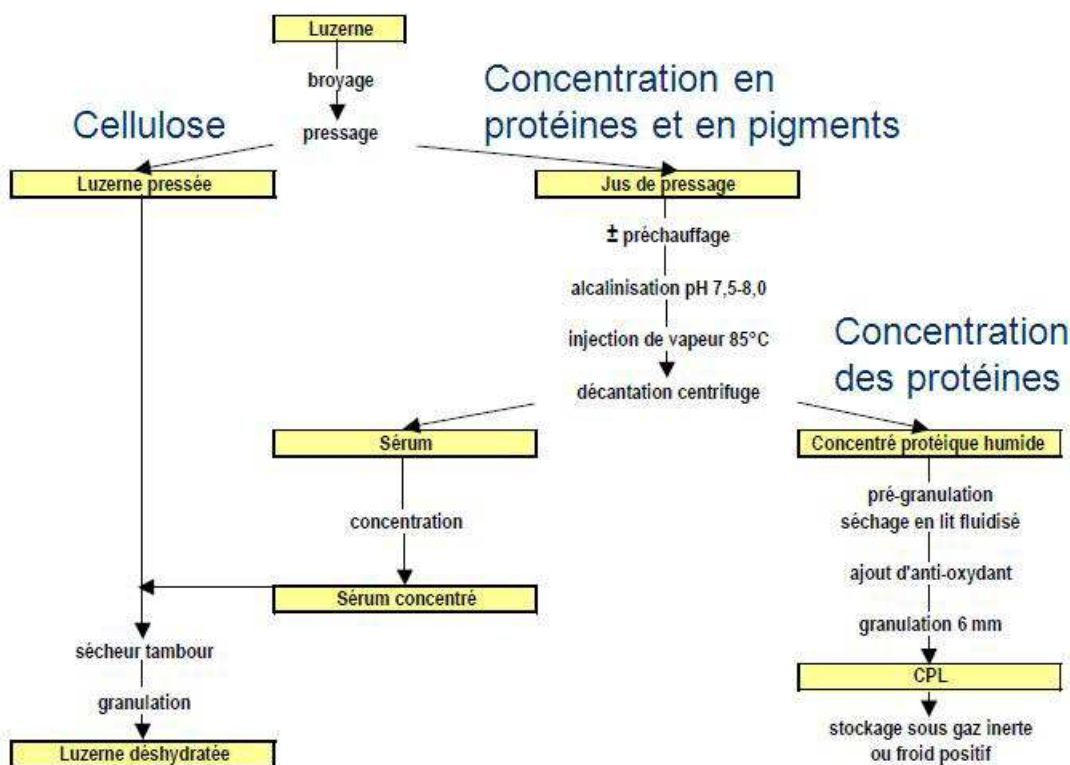 Luzerne
broyage
pressage
Cellulose
Concentration en
protéines et en pigments
Luzerne pressée
Jus de pressage
± préchauffage
alcalinisation pH 7,5-8,0
injection de vapeur 85°C
décantation centrifuge
Concentration
des protéines
Sérum
Concentré protéique humide
concentration
Sérum concentré
pré-granulation
séchage en lit fluidisé
ajout d'anti-oxydant
granulation 6 mm
CPL
stockage sous gaz inerte
ou froid positif
sécheur tambour
granulation
Luzerne déshydratée